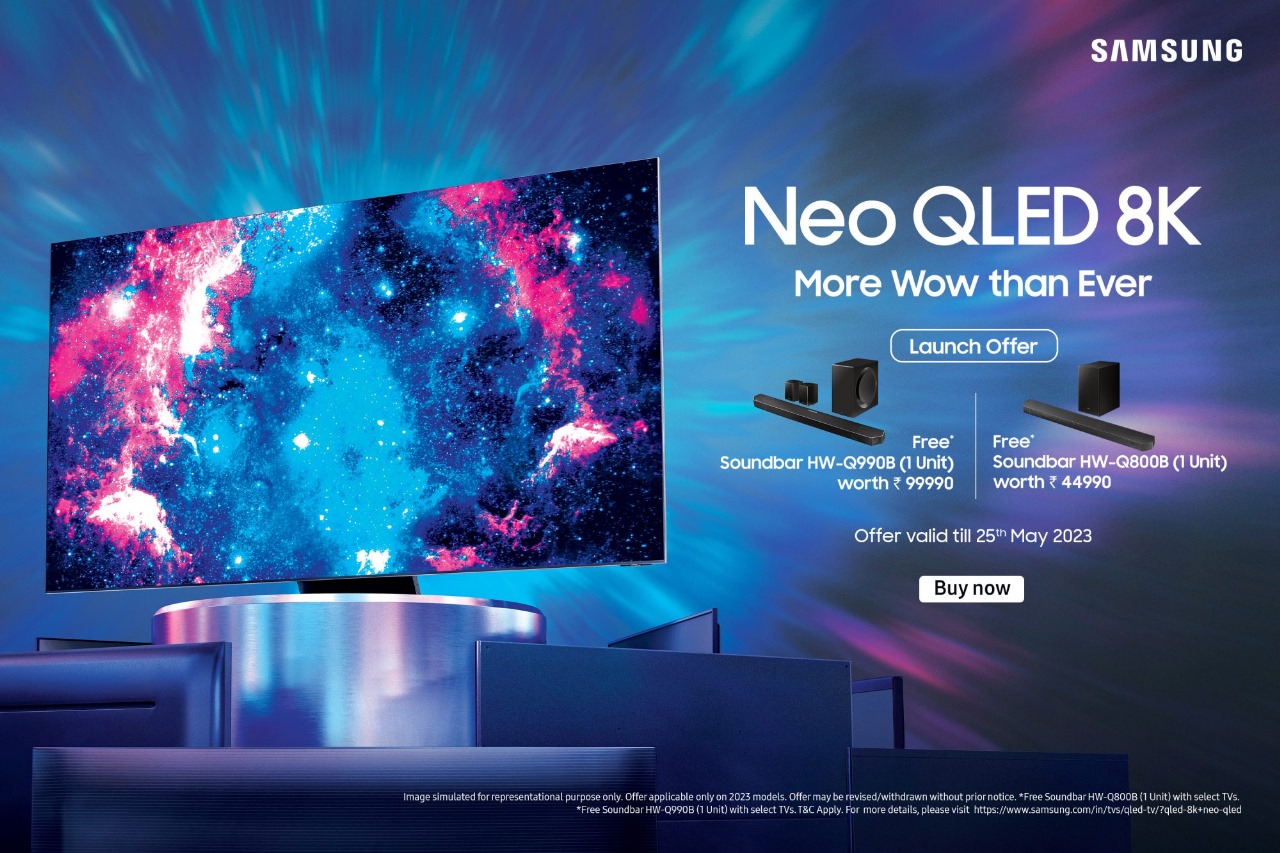 SAMSUNG
Neo QLED 8K
More Wow than Ever
Launch Offer
Free*
Soundbar HW-Q990B (1 Unit)
worth ₹ 99990
Free*
Soundbar HW-Q800B (1 Unit)
worth ₹ 44990
Offer valid till 25th May 2023
Buy now
Image simulated for representational purpose only. Offer applicable only on 2023 models. Offer may be revised/withdrawn without prior notice. *Free Soundbar HW-Q800B (1 Unit) with select TVs.
*Free Soundbar HW-Q990B (1 Unit) with select TVs. T&C Apply. For more details, please visit https://www.samsung.com/in/tvs/qled-tv/?qled-8k+neo-qled